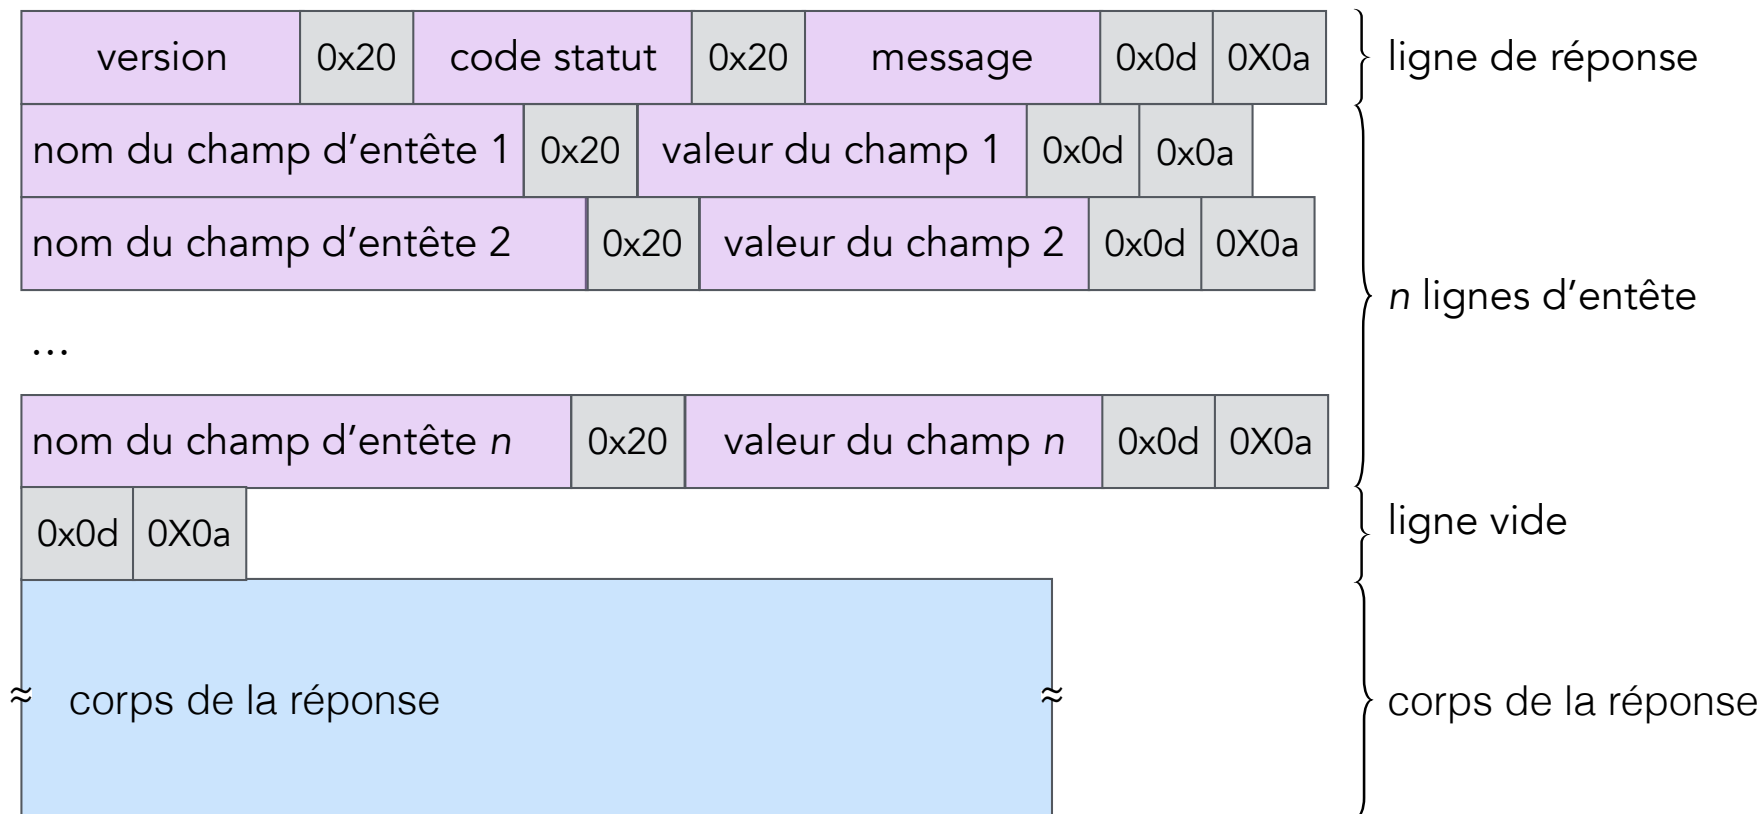 version 0x20 code statut 0x20 message 0x0d 0X0a ligne de réponse
nom du champ d'entête 1 0x20 valeur du champ 1 0x0d 0x0a
nom du champ d'entête 2 0x20 valeur du champ 2 0x0d 0X0a
n lignes d'entête
...
nom du champ d'entête n 0x20 valeur du champ n 0x0d 0X0a
0x0d 0X0a ligne vide
≈ corps de la réponse ≈ corps de la réponse